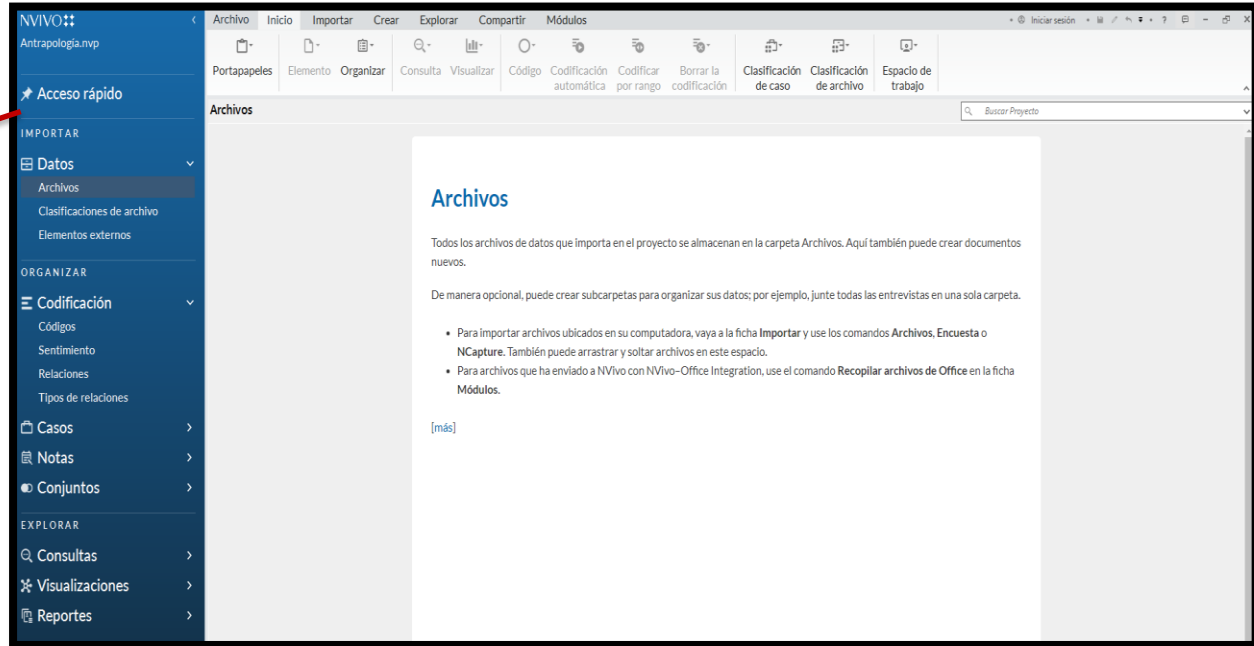 NVIVO
Antrapologia.nvp
Acceso rápido
IMPORTAR
Datos
Archivos
Clasificaciones de archivo
Elementos externos
ORGANIZAR
Codificación
Códigos
Sentimiento
Relaciones
Tipos de relaciones
Casos
Notas
Conjuntos
EXPLORAR
Consultas
Visualizaciones
Reportes
Archivo Inicio Importar Crear Explorar Compartir Módulos
Iniciar sesión
Portapapeles Elemento Organizar Consulta Visualizar Código Codificación Codificar Borrar la Clasificación Clasificación Espacio de
automática por rango codificación de caso de archivo trabajo
Archivos
Buscar Proyecto
Archivos
Todos los archivos de datos que importa en el proyecto se almacenan en la carpeta Archivos. Aquí también puede crear documentos
nuevos.
De manera opcional, puede crear subcarpetas para organizar sus datos; por ejemplo, junte todas las entrevistas en una sola carpeta.
• Para importar archivos ubicados en su computadora, vaya a la ficha Importar y use los comandos Archivos, Encuesta o
NCapture. También puede arrastrar y soltar archivos en este espacio.
• Para archivos que ha enviado a NVivo con NVivo–Office Integration, use el comando Recopilar archivos de Office en la ficha
Módulos.
[más]